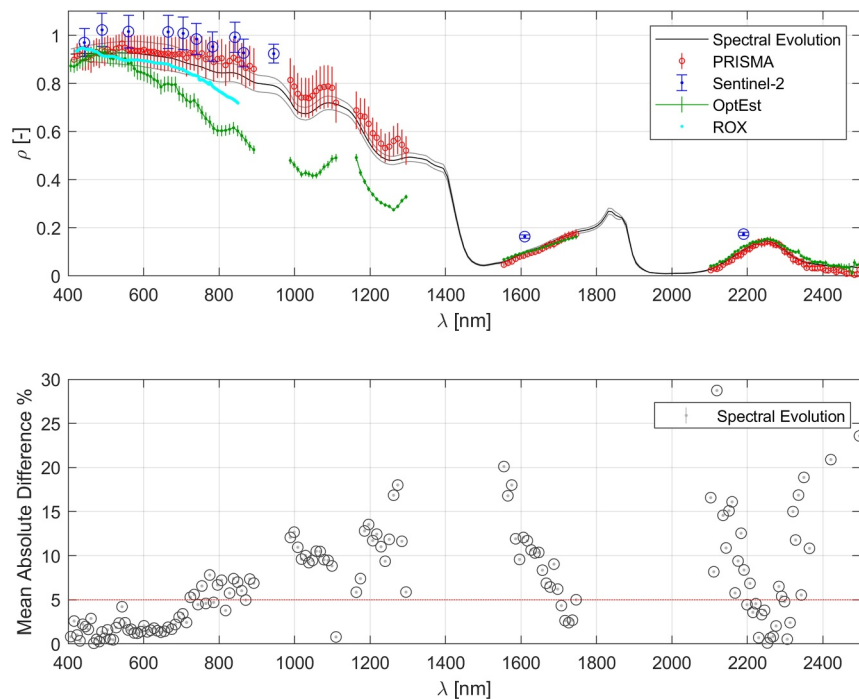 1
0.8
0.6
0.4
0.2
0
ρ [-]
Spectral Evolution
PRISMA
Sentinel-2
OptEst
ROX
400 600 800 1000 1200 1400 1600 1800 2000 2200 2400
λ [nm]
30
25
20
15
10
5
0
Mean Absolute Difference %
Spectral Evolution
400 600 800 1000 1200 1400 1600 1800 2000 2200 2400
λ [nm]